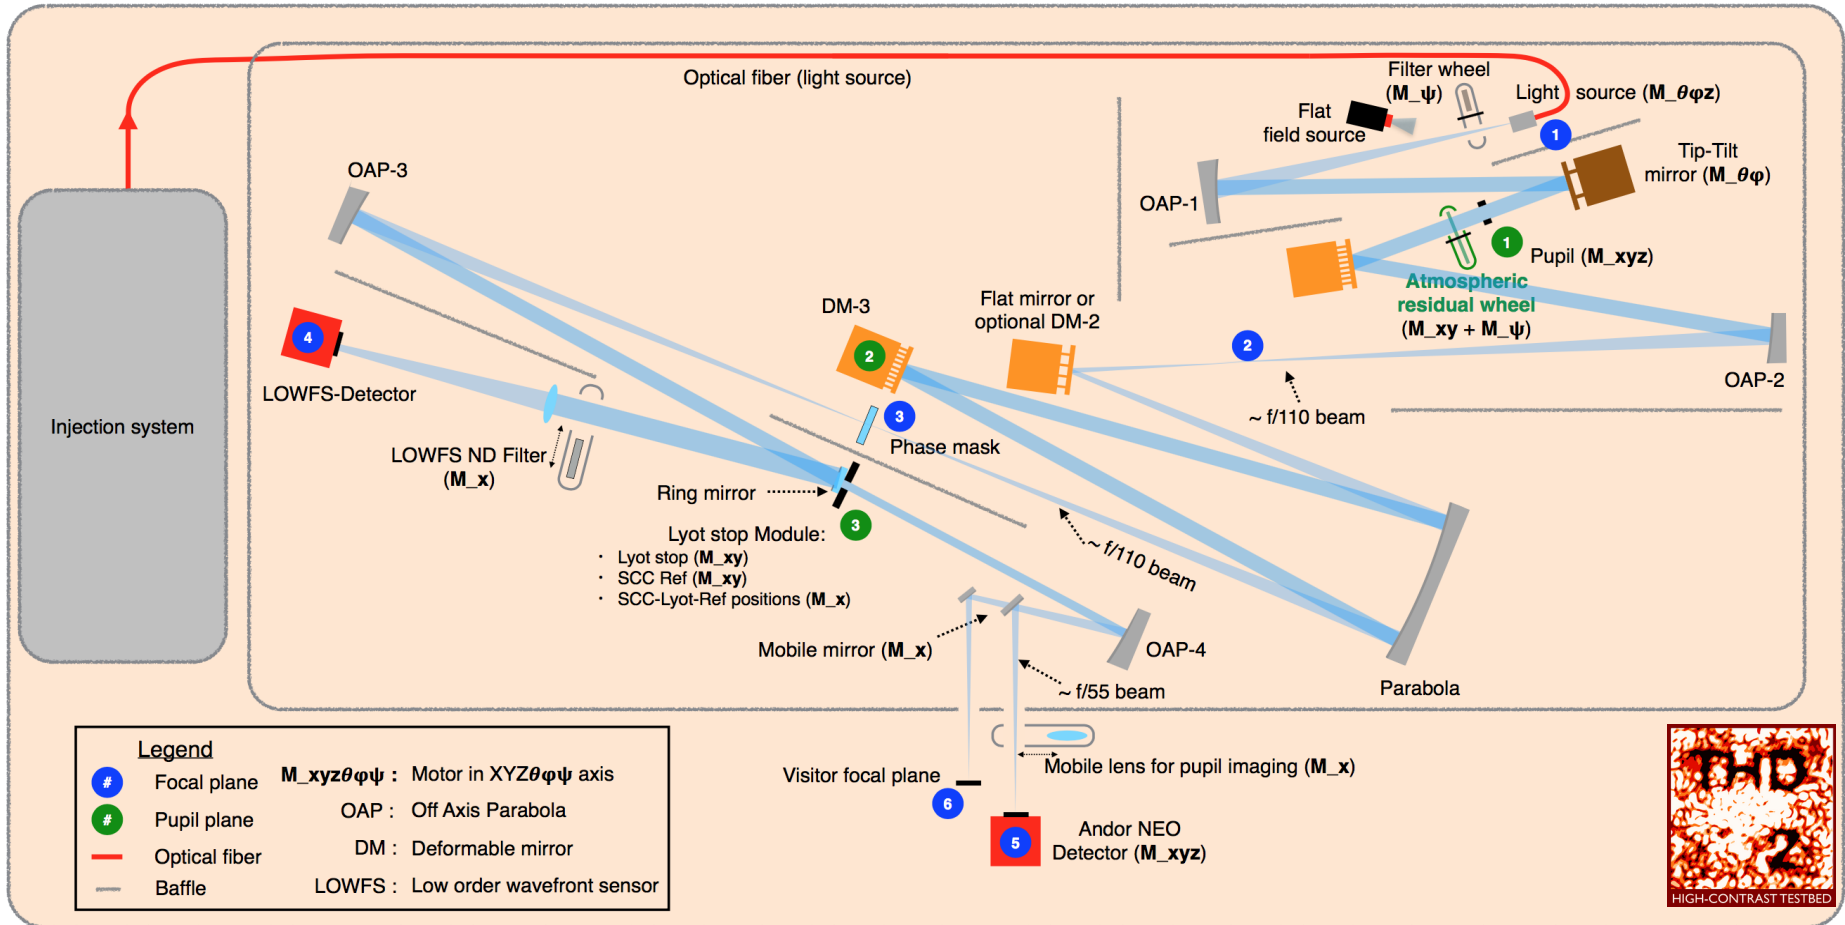 Optical fiber (light source)
Filter wheel
(M_ψ)
Light source (M_θφz)
Flat
field source
1
Tip-Tilt
mirror (M_θφ)
OAP-3
OAP-1
1
Pupil (M_xyz)
Atmospheric
residual wheel
(M_xy + M_ψ)
DM-3
Flat mirror or
optional DM-2
4
2
2
OAP-2
LOWFS-Detector
~ f/110 beam
3
Injection system
Phase mask
LOWFS ND Filter
(M_x)
Ring mirror
3
Lyot stop Module:
· Lyot stop (M_xy)
· SCC Ref (M_xy)
· SCC-Lyot-Ref positions (M_x)
~ f/110 beam
Mobile mirror (M_x)
OAP-4
~ f/55 beam
Parabola
Legend
# Focal plane
# Pupil plane
Optical fiber
Baffle
M_xyzθφψ : Motor in XYZθφψ axis
OAP : Off Axis Parabola
DM : Deformable mirror
LOWFS : Low order wavefront sensor
Visitor focal plane
6
Mobile lens for pupil imaging (M_x)
5
Andor NEO
Detector (M_xyz)
THD
2
HIGH-CONTRAST TESTBED